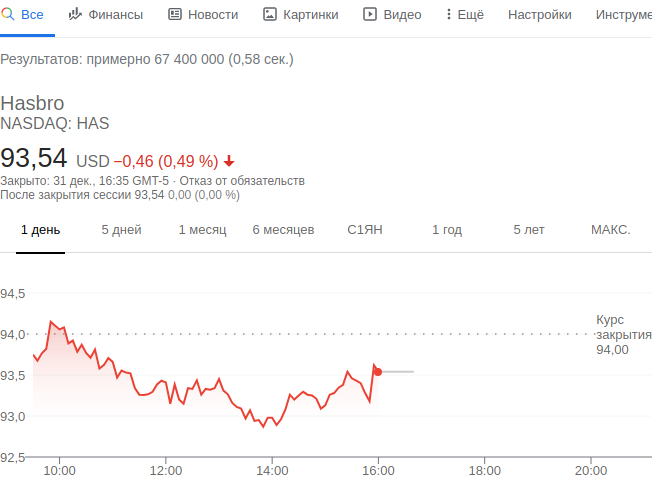 Все Финансы Новости Картинки Видео Ещё Настройки Инструме
Результатов: примерно 67 400 000 (0,58 сек.)
Hasbro
NASDAQ: HAS
93,54 USD −0,46 (0,49 %)
Закрыто: 31 дек., 16:35 GMT-5 · Отказ от обязательств
После закрытия сессии 93,54 0,00 (0,00 %)
1 день 5 дней 1 месяц 6 месяцев С1ЯН 1 год 5 лет МАКС.
94,5
94,0
93,5
93,0
92,5
Курс
закрытия
94,00
10:00 12:00 14:00 16:00 18:00 20:00